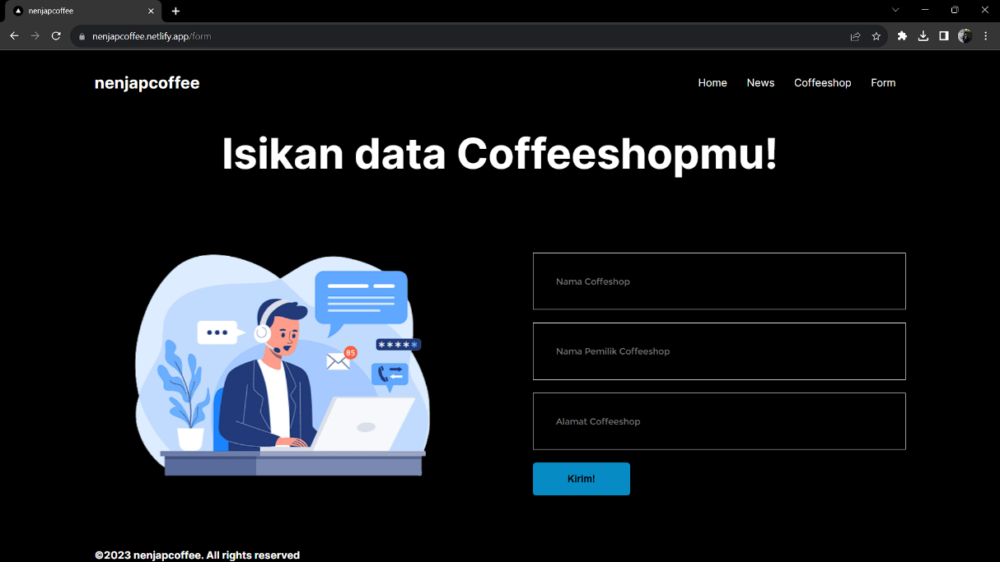 nenjapcoffee
nenjapcoffee.netlify.app/form
nenjapcoffee
Home
News
Coffeeshop
Form
Isikan data Coffeeshopmu!
85
*****
Nama Coffeshop
Nama Pemilik Coffeeshop
Alamat Coffeeshop
Kirim!
©2023 nenjapcoffee. All rights reserved